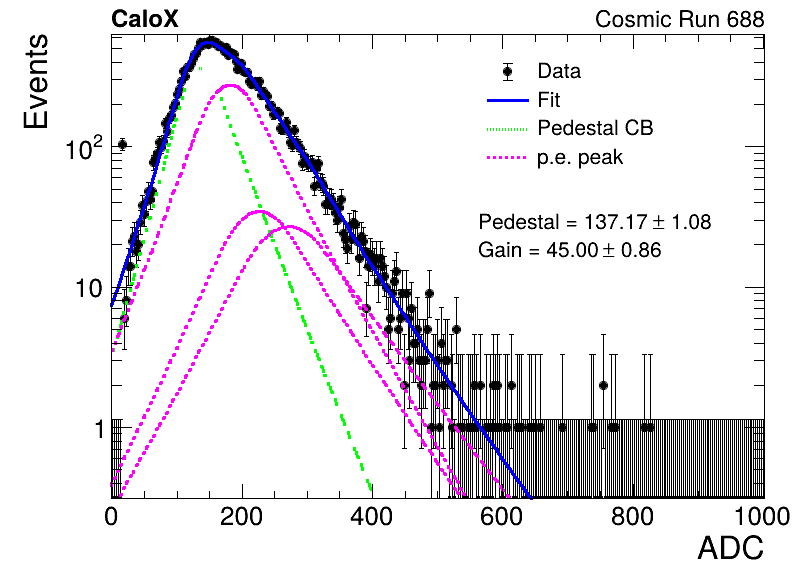 CaloX
Cosmic Run 688
Events
Data
Fit
Pedestal CB
p.e. peak
Pedestal = 137.17 ± 1.08
Gain = 45.00 ± 0.86
10²
10
1
0 200 400 600 800 1000
ADC